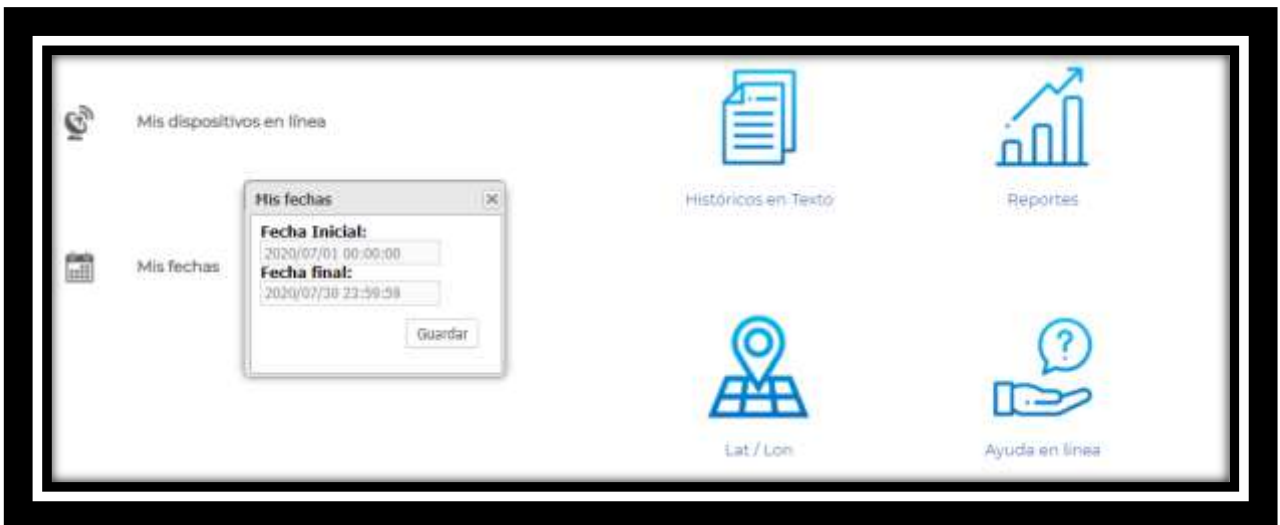 Mis dispositivos en línea
Mis fechas
Mis fechas
Fecha Inicial:
2020/07/01 00:00:00
Fecha final:
2020/07/30 23:59:59
Guardar
Históricos en Texto
Reportes
Lat / Lon
Ayuda en línea